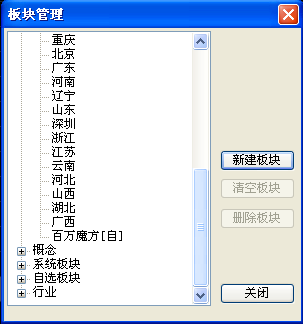 板块管理
重庆
北京
广东
河南
辽宁
山东
深圳
浙江
江苏
云南
河北
山西
湖北
广西
百万魔方[自]
概念
系统板块
自选板块
行业
新建板块
清空板块
删除板块
关闭